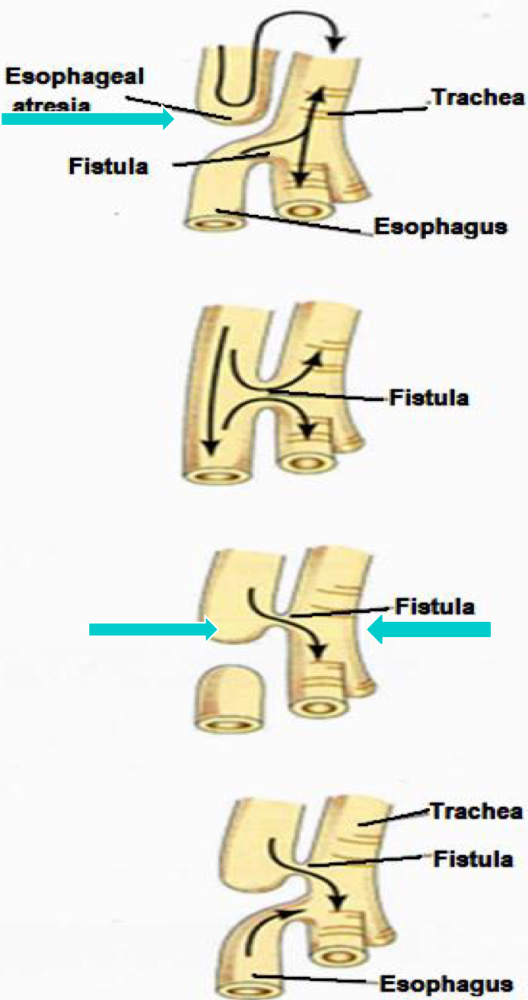 Esophageal
atresia
Trachea
Fistula
Esophagus
Fistula
Fistula
Trachea
Fistula
Esophagus